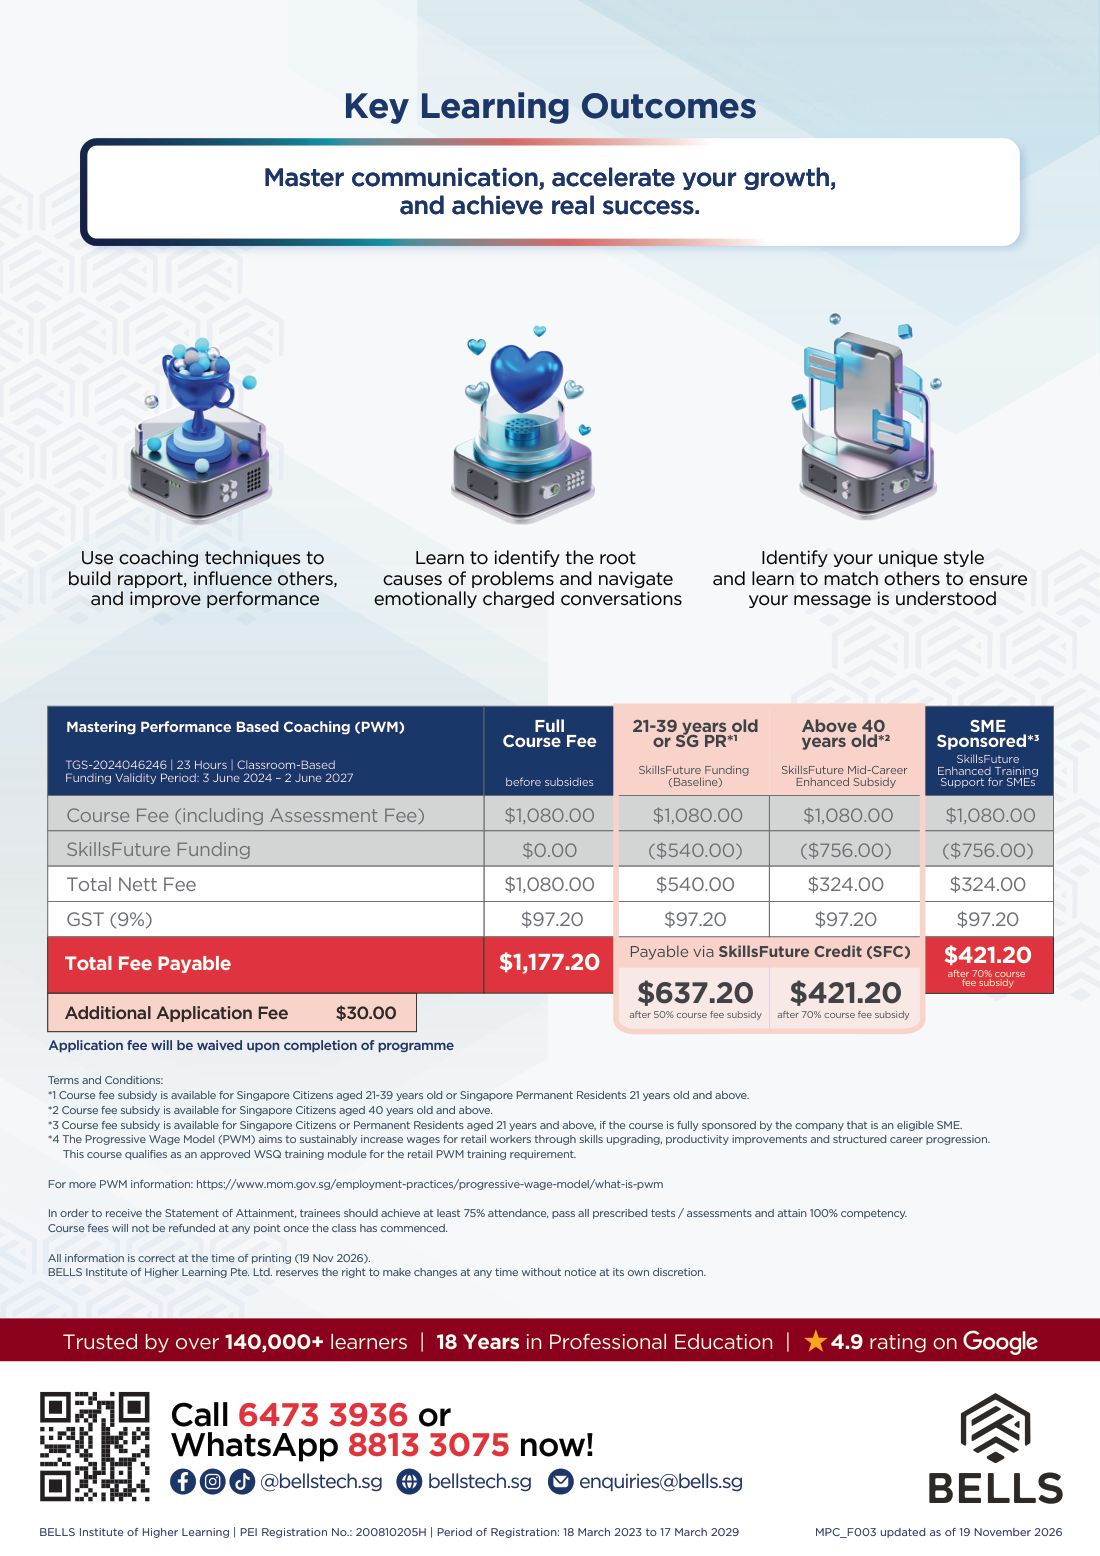 Key Learning Outcomes
Master communication, accelerate your growth,
and achieve real success.
Use coaching techniques to
build rapport, influence others,
and improve performance
Learn to identify the root
causes of problems and navigate
emotionally charged conversations
Identify your unique style
and learn to match others to ensure
your message is understood
Mastering Performance Based Coaching (PWM)
TGS-2024046246 | 23 Hours | Classroom-Based
Funding Validity Period: 3 June 2024 – 2 June 2027
Full
Course Fee
before subsidies
21-39 years old
or SG PR*¹
SkillsFuture Funding
(Baseline)
Above 40
years old*²
SkillsFuture Mid-Career
Enhanced Subsidy
SME
Sponsored*³
SkillsFuture
Enhanced Training
Support for SMEs
Course Fee (including Assessment Fee) $1,080.00 $1,080.00 $1,080.00 $1,080.00
SkillsFuture Funding $0.00 ($540.00) ($756.00) ($756.00)
Total Nett Fee $1,080.00 $540.00 $324.00 $324.00
GST (9%) $97.20 $97.20 $97.20 $97.20
Total Fee Payable $1,177.20
Payable via SkillsFuture Credit (SFC)
$637.20
after 50% course fee subsidy
$421.20
after 70% course fee subsidy
$421.20
after 70% course
fee subsidy
Additional Application Fee $30.00
Application fee will be waived upon completion of programme
Terms and Conditions:
*1 Course fee subsidy is available for Singapore Citizens aged 21-39 years old or Singapore Permanent Residents 21 years old and above.
*2 Course fee subsidy is available for Singapore Citizens aged 40 years old and above.
*3 Course fee subsidy is available for Singapore Citizens or Permanent Residents aged 21 years and above, if the course is fully sponsored by the company that is an eligible SME.
*4 The Progressive Wage Model (PWM) aims to sustainably increase wages for retail workers through skills upgrading, productivity improvements and structured career progression.
This course qualifies as an approved WSQ training module for the retail PWM training requirement.
For more PWM information: https://www.mom.gov.sg/employment-practices/progressive-wage-model/what-is-pwm
In order to receive the Statement of Attainment, trainees should achieve at least 75% attendance, pass all prescribed tests / assessments and attain 100% competency.
Course fees will not be refunded at any point once the class has commenced.
All information is correct at the time of printing (19 Nov 2026).
BELLS Institute of Higher Learning Pte. Ltd. reserves the right to make changes at any time without notice at its own discretion.
Trusted by over 140,000+ learners | 18 Years in Professional Education | 4.9 rating on Google
Call 6473 3936 or
WhatsApp 8813 3075 now!
@bellstech.sg bellstech.sg enquiries@bells.sg
BELLS
BELLS Institute of Higher Learning | PEI Registration No.: 200810205H | Period of Registration: 18 March 2023 to 17 March 2029
MPC_F003 updated as of 19 November 2026